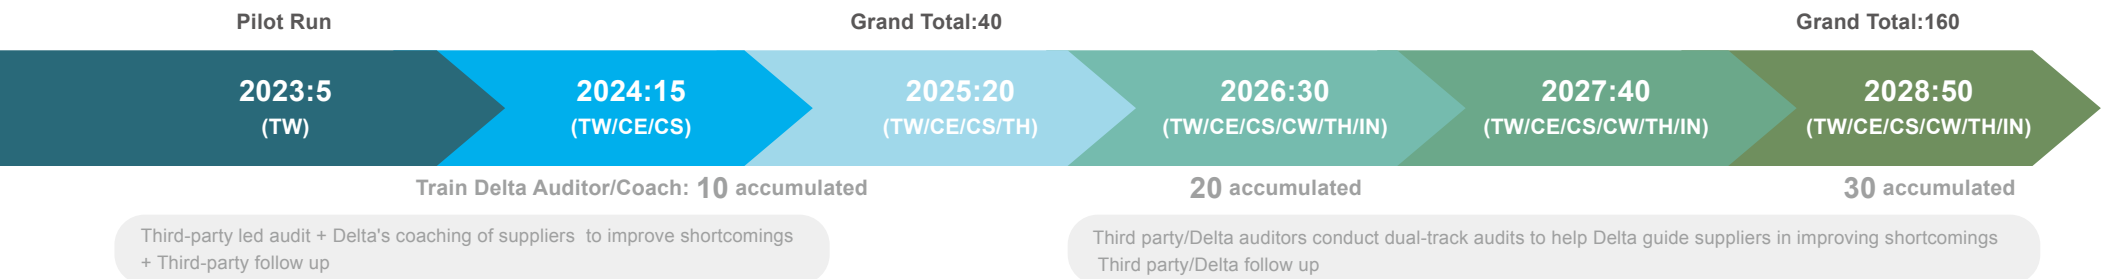 Pilot Run
Grand Total:40
Grand Total:160
2023:5
(TW)
2024:15
(TW/CE/CS)
2025:20
(TW/CE/CS/TH)
2026:30
(TW/CE/CS/CW/TH/IN)
2027:40
(TW/CE/CS/CW/TH/IN)
2028:50
(TW/CE/CS/CW/TH/IN)
Train Delta Auditor/Coach: 10 accumulated
20 accumulated
30 accumulated
Third-party led audit + Delta's coaching of suppliers to improve shortcomings
+ Third-party follow up
Third party/Delta auditors conduct dual-track audits to help Delta guide suppliers in improving shortcomings
Third party/Delta follow up